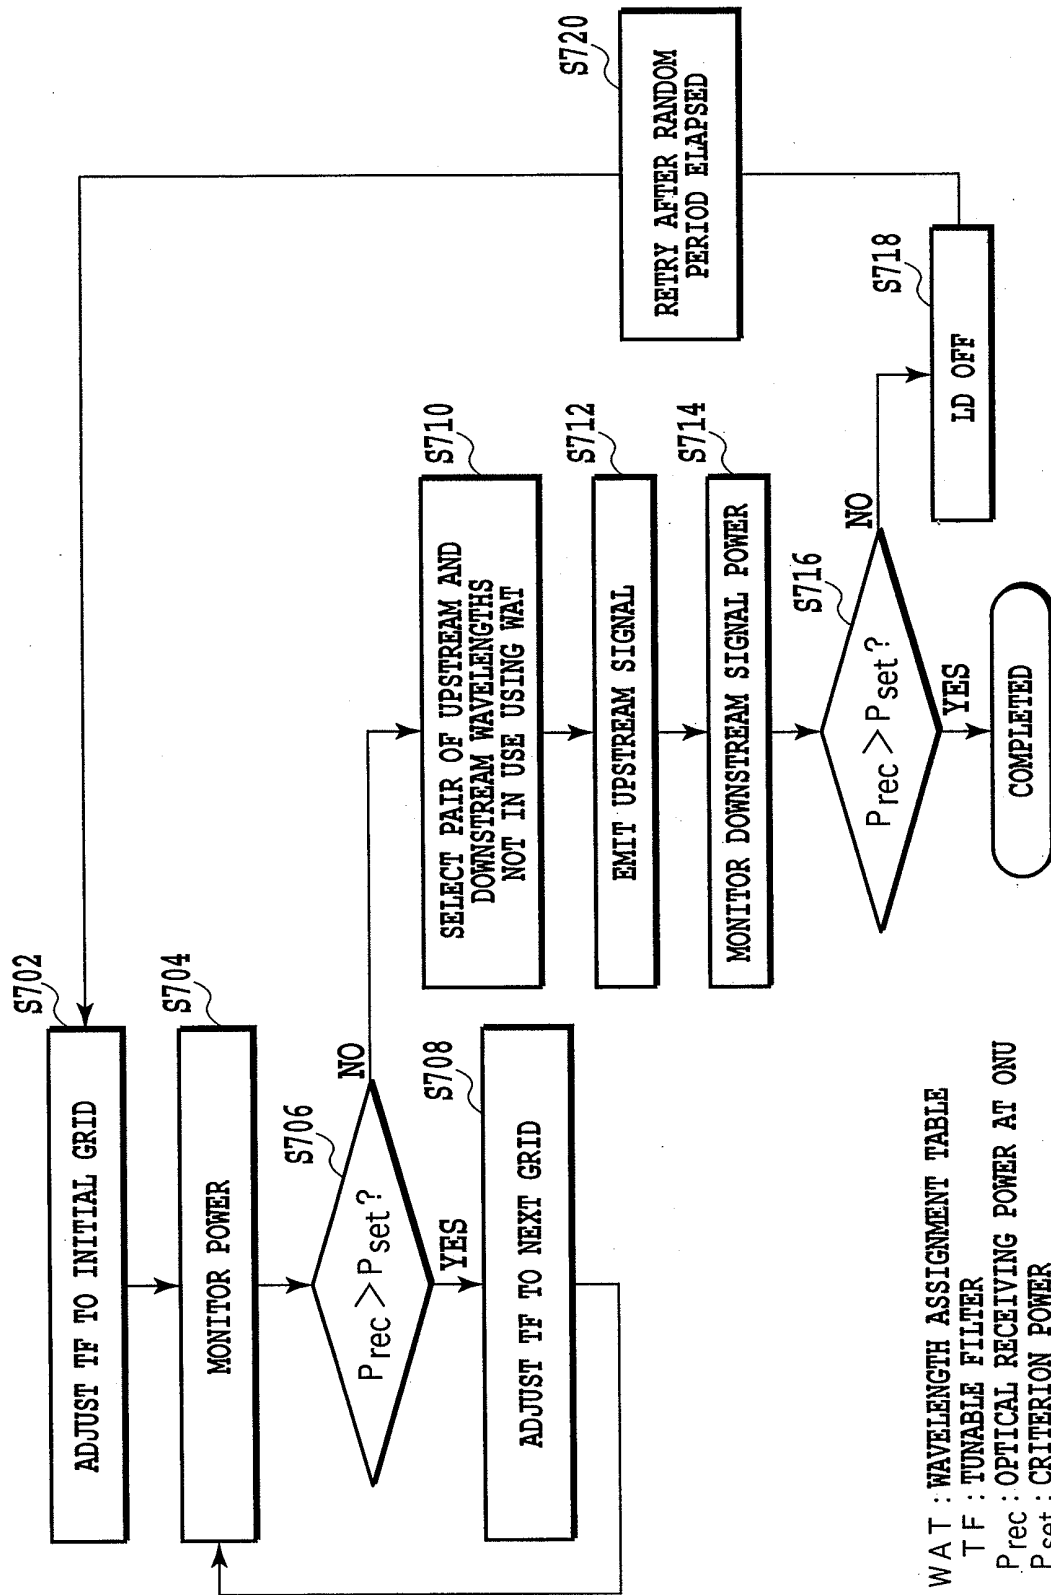 S702
ADJUST TF TO INITIAL GRID
S704
MONITOR POWER
S706
Prec > Pset?
NO
YES
S708
ADJUST TF TO NEXT GRID
S710
SELECT PAIR OF UPSTREAM AND
DOWNSTREAM WAVELENGTHS
NOT IN USE USING WAT
S712
EMIT UPSTREAM SIGNAL
S714
MONITOR DOWNSTREAM SIGNAL POWER
S716
Prec > Pset?
NO
YES
COMPLETED
S718
LD OFF
S720
RETRY AFTER RANDOM
PERIOD ELAPSED
WAT : WAVELENGTH ASSIGNMENT TABLE
TF : TUNABLE FILTER
Prec : OPTICAL RECEIVING POWER AT ONU
Pset : CRITERION POWER